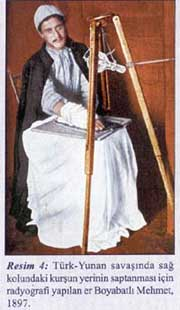 Resim 4: Türk-Yunan savaşında sağ
kolundaki kurşun yerinin saptanması için
radyografi yapılan er Boyabatlı Mehmet,
1897.